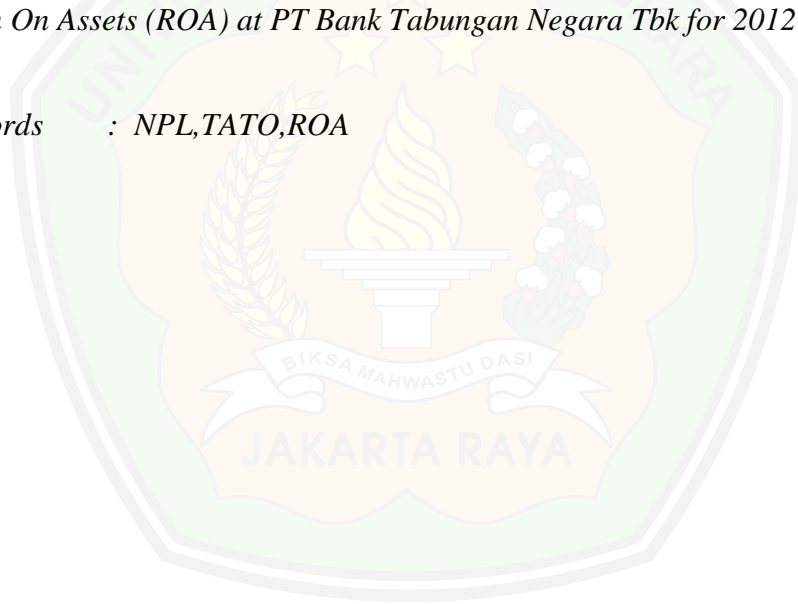 On Assets (ROA) at PT Bank Tabungan Negara Tbk for 2012
ords : NPL,TATO,ROA
BIKSA MAHWASTU DASI
JAKARTA RAYA